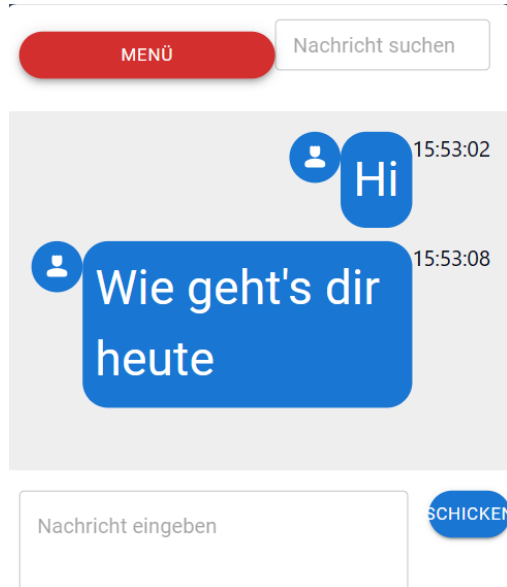 MENÜ
Nachricht suchen
Hi
15:53:02
Wie geht's dir
heute
15:53:08
Nachricht eingeben
SCHICKEN